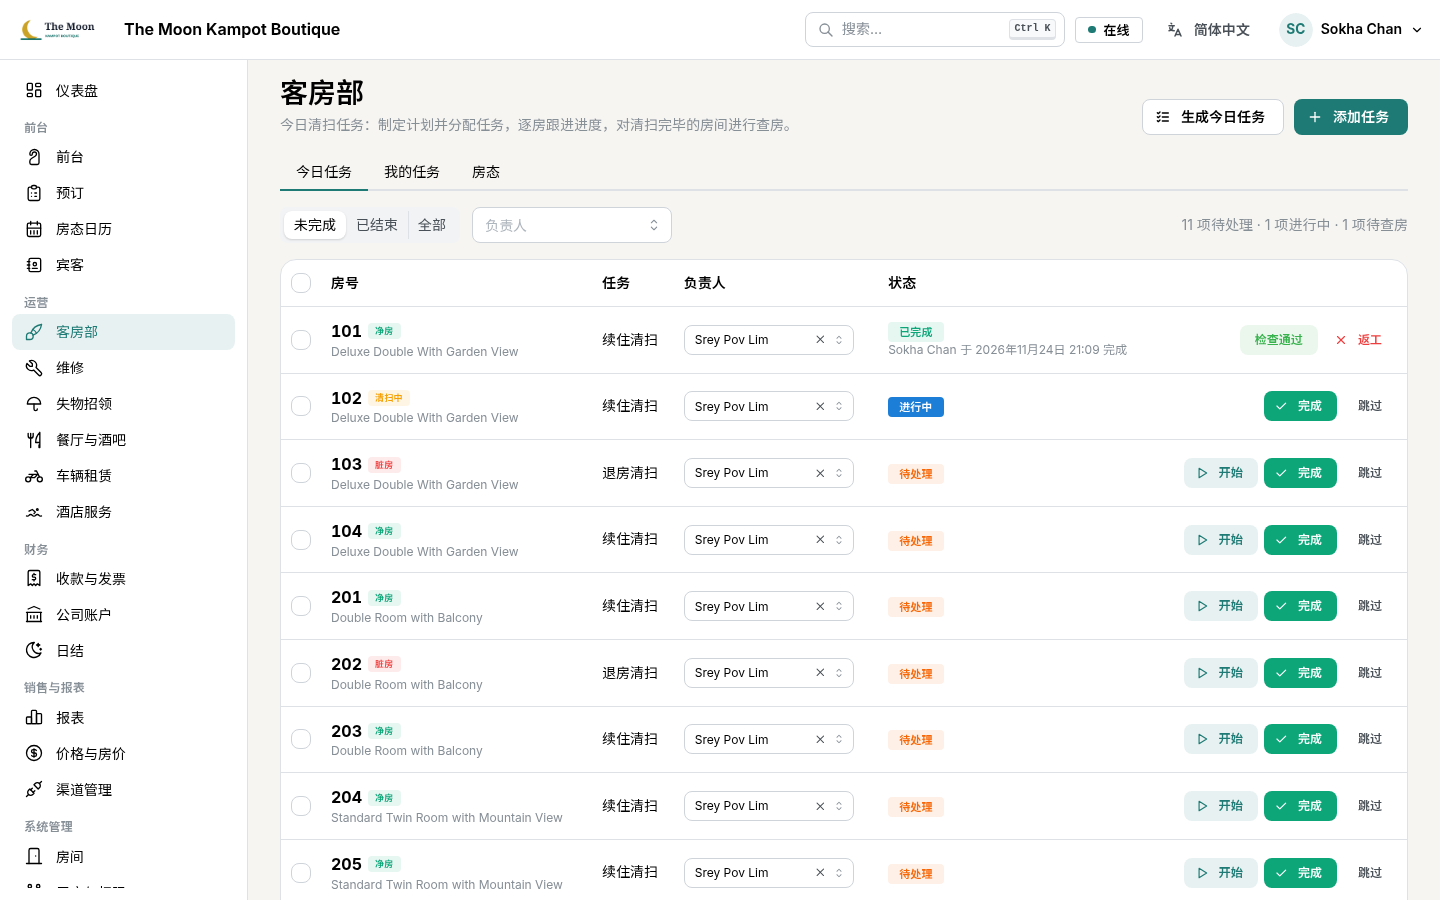 The Moon
KAMPOT BOUTIQUE
The Moon Kampot Boutique
搜索...
Ctrl K
在线
简体中文
SC
Sokha Chan
仪表盘
前台
前台
预订
房态日历
宾客
运营
客房部
维修
失物招领
餐厅与酒吧
车辆租赁
酒店服务
财务
收款与发票
公司账户
日结
销售与报表
报表
价格与房价
渠道管理
系统管理
房间
客房部
今日清扫任务：制定计划并分配任务，逐房跟进进度，对清扫完毕的房间进行查房。
生成今日任务
添加任务
今日任务
我的任务
房态
未完成
已结束
全部
负责人
11 项待处理 · 1 项进行中 · 1 项待查房
房号
任务
负责人
状态
101 净房
Deluxe Double With Garden View
续住清扫
Srey Pov Lim
已完成
Sokha Chan 于 2026年11月24日 21:09 完成
检查通过
返工
102 清扫中
Deluxe Double With Garden View
续住清扫
Srey Pov Lim
进行中
完成
跳过
103 脏房
Deluxe Double With Garden View
退房清扫
Srey Pov Lim
待处理
开始
完成
跳过
104 净房
Deluxe Double With Garden View
续住清扫
Srey Pov Lim
待处理
开始
完成
跳过
201 净房
Double Room with Balcony
续住清扫
Srey Pov Lim
待处理
开始
完成
跳过
202 脏房
Double Room with Balcony
退房清扫
Srey Pov Lim
待处理
开始
完成
跳过
203 净房
Double Room with Balcony
续住清扫
Srey Pov Lim
待处理
开始
完成
跳过
204 净房
Standard Twin Room with Mountain View
续住清扫
Srey Pov Lim
待处理
开始
完成
跳过
205 净房
Standard Twin Room with Mountain View
续住清扫
Srey Pov Lim
待处理
开始
完成
跳过